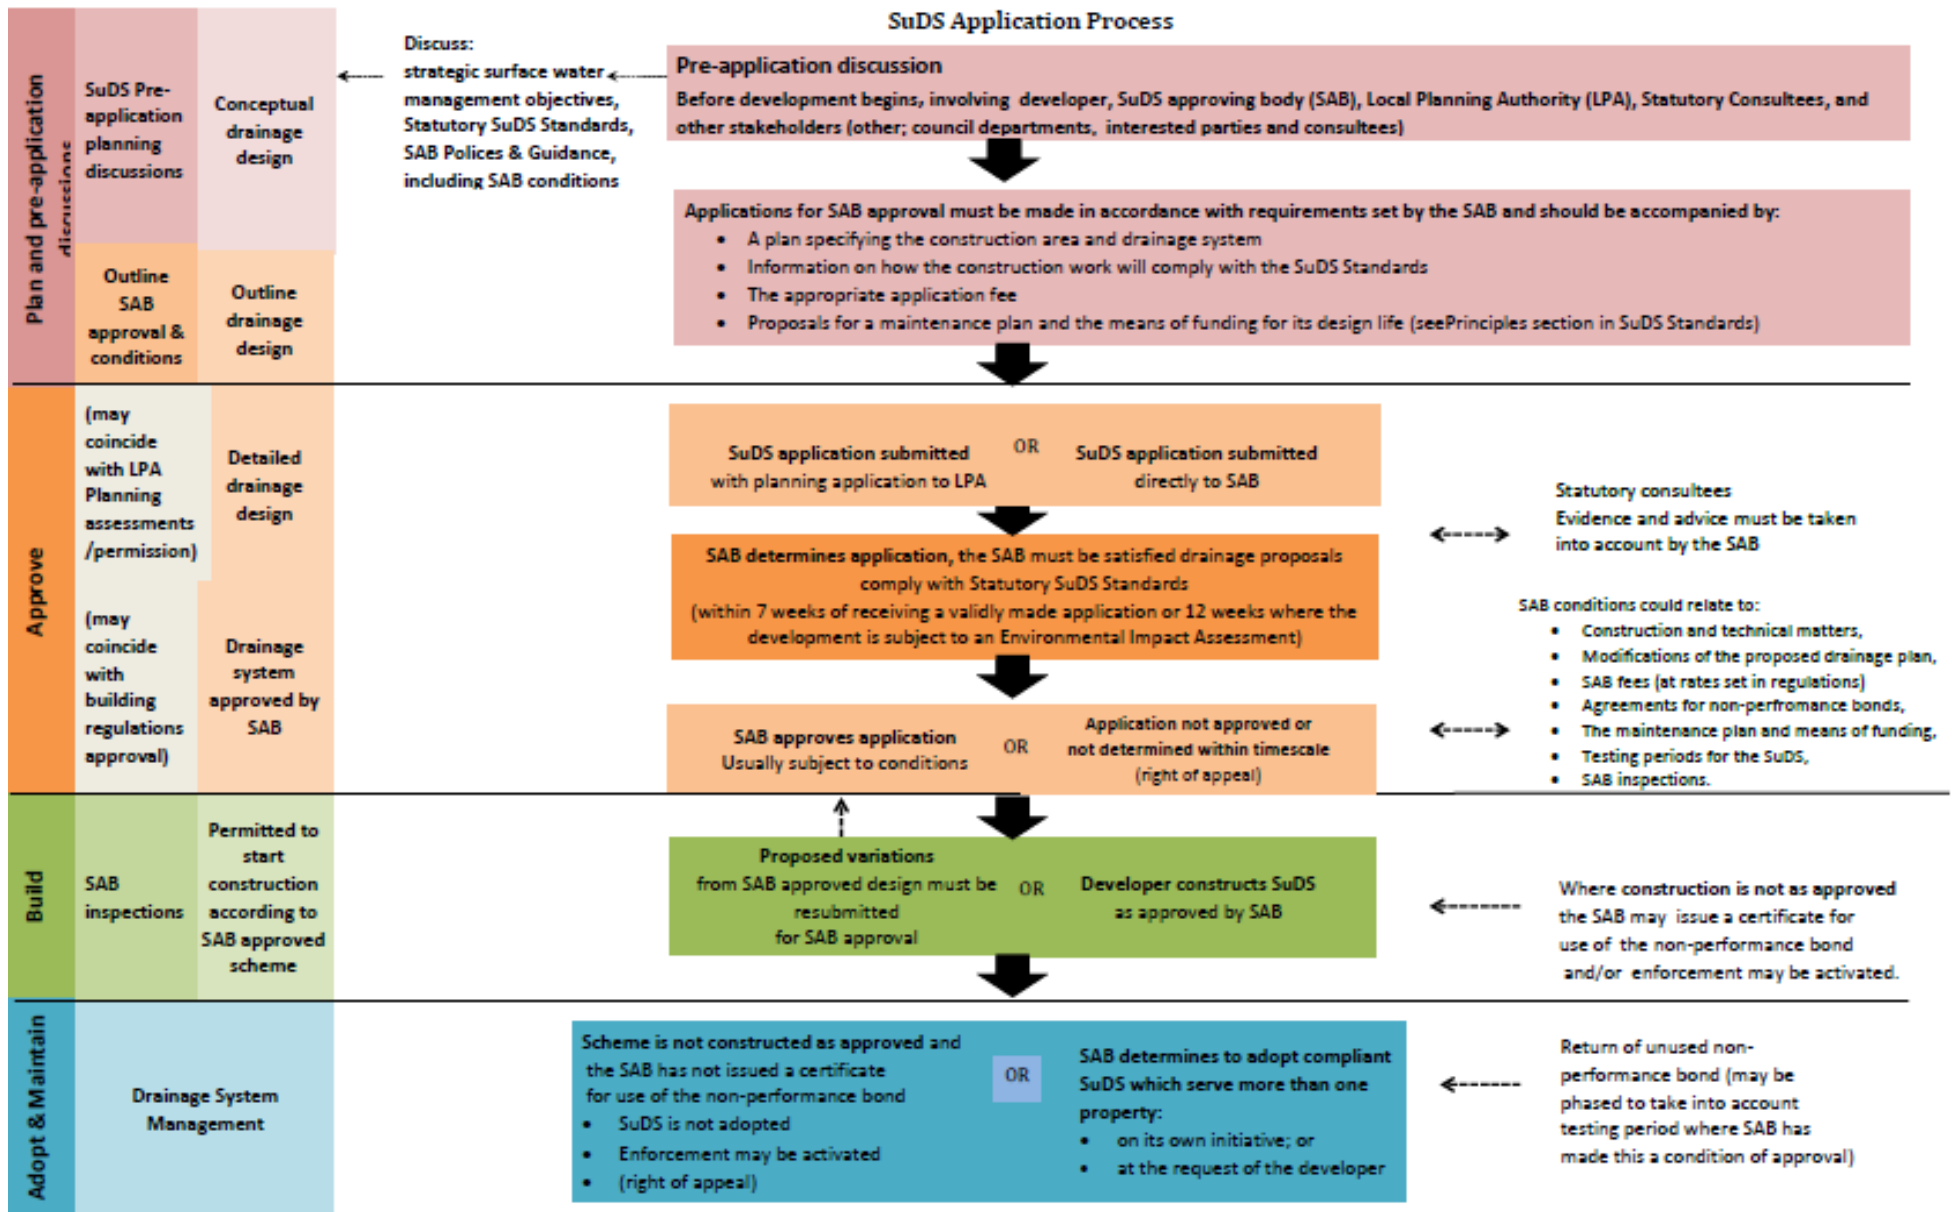 SuDS Application Process
Plan and pre-application
discussions
SuDS Pre-
application
planning
discussions
Conceptual
drainage
design
Discuss:
strategic surface water
management objectives,
Statutory SuDS Standards,
SAB Polices & Guidance,
including SAB conditions
Pre-application discussion
Before development begins, involving developer, SuDS approving body (SAB), Local Planning Authority (LPA), Statutory Consultees, and
other stakeholders (other; council departments, interested parties and consultees)
Applications for SAB approval must be made in accordance with requirements set by the SAB and should be accompanied by:
• A plan specifying the construction area and drainage system
• Information on how the construction work will comply with the SuDS Standards
• The appropriate application fee
• Proposals for a maintenance plan and the means of funding for its design life (seePrinciples section in SuDS Standards)
Outline
SAB
approval &
conditions
Outline
drainage
design
Approve
(may
coincide
with LPA
Planning
assessments
/permission)
Detailed
drainage
design
SuDS application submitted
with planning application to LPA
OR
SuDS application submitted
directly to SAB
Statutory consultees
Evidence and advice must be taken
into account by the SAB
SAB determines application, the SAB must be satisfied drainage proposals
comply with Statutory SuDS Standards
(within 7 weeks of receiving a validly made application or 12 weeks where the
development is subject to an Environmental Impact Assessment)
(may
coincide
with
building
regulations
approval)
Drainage
system
approved by
SAB
SAB approves application
Usually subject to conditions
OR
Application not approved or
not determined within timescale
(right of appeal)
SAB conditions could relate to:
• Construction and technical matters,
• Modifications of the proposed drainage plan,
• SAB fees (at rates set in regulations)
• Agreements for non-perfromance bonds,
• The maintenance plan and means of funding,
• Testing periods for the SuDS,
• SAB inspections.
Build
SAB
inspections
Permitted to
start
construction
according to
SAB approved
scheme
Proposed variations
from SAB approved design must be
resubmitted
for SAB approval
OR
Developer constructs SuDS
as approved by SAB
Where construction is not as approved
the SAB may issue a certificate for
use of the non-performance bond
and/or enforcement may be activated.
Adopt & Maintain
Drainage System
Management
Scheme is not constructed as approved and
the SAB has not issued a certificate
for use of the non-performance bond
• SuDS is not adopted
• Enforcement may be activated
• (right of appeal)
OR
SAB determines to adopt compliant
SuDS which serve more than one
property:
• on its own initiative; or
• at the request of the developer
Return of unused non-
performance bond (may be
phased to take into account
testing period where SAB has
made this a condition of approval)